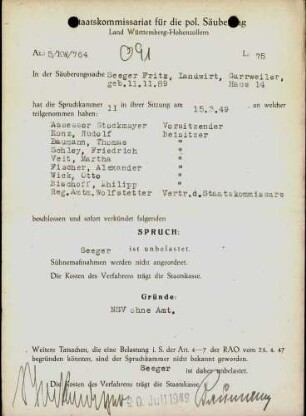 Staatskommissariat für die pol. Säuberung
Land Württemberg-Hohenzollern
Az: 5/RW/764
L. 75
In der Säuberungssache Seeger Fritz, Landwirt, Garrweiler,
geb.11.11.89 Haus 14
hat die Spruchkammer II in ihrer Sitzung am 15.3.49 an welcher
teilgenommen haben:
Assessor Stockmayer Vorsitzender
Konz, Rudolf Beisitzer
Baumann, Thomas "
Schley, Friedrich "
Veit, Martha "
Fischer, Alexander "
Wick, Otto "
Bischoff, Philipp "
Reg.Amtm.Wolfstetter Vertr.d.Staatskommissars
beschlossen und sofort verkündet folgenden
SPRUCH:
Seeger ist unbelastet.
Sühnemaßnahmen werden nicht angeordnet.
Die Kosten des Verfahrens trägt die Staatskasse.
Gründe:
NSV ohne Amt.
Weitere Tatsachen, die eine Belastung i. S. der Art. 4—7 der RAO vom 25. 4. 47
begründen könnten, sind der Spruchkammer nicht bekannt geworden.
Seeger ist daher unbelastet.
Die Kosten des Verfahrens trägt die Staatskasse.
20. Juli 1949